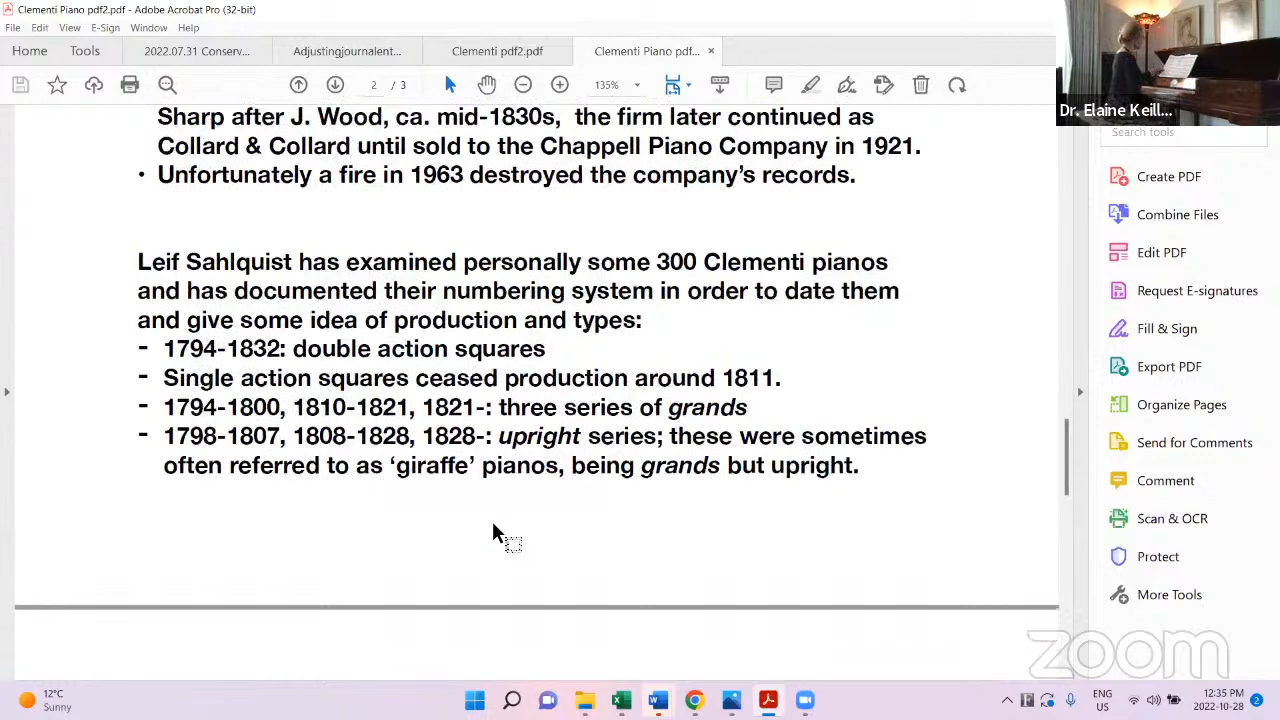 Clementi Piano pdf2.pdf - Adobe Acrobat Pro (32-bit)
File Edit View E-Sign Window Help
Home Tools 2022.07.31 Conserv... Adjustingjournalent... Clementi pdf2.pdf Clementi Piano pdf... ×
2 / 3 135%
Dr. Elaine Keill...
Sharp after J. Wood, ca. mid-1830s, the firm later continued as
Collard & Collard until sold to the Chappell Piano Company in 1921.
• Unfortunately a fire in 1963 destroyed the company’s records.
Leif Sahlquist has examined personally some 300 Clementi pianos
and has documented their numbering system in order to date them
and give some idea of production and types:
- 1794-1832: double action squares
- Single action squares ceased production around 1811.
- 1794-1800, 1810-1821, 1821-: three series of grands
- 1798-1807, 1808-1828, 1828-: upright series; these were sometimes
often referred to as ‘giraffe’ pianos, being grands but upright.
Search tools
Create PDF
Combine Files
Edit PDF
Request E-signatures
Fill & Sign
Export PDF
Organize Pages
Send for Comments
Comment
Scan & OCR
Protect
More Tools
zoom
12°C
Sunny
ENG
US
12:35 PM
2022-10-28
2